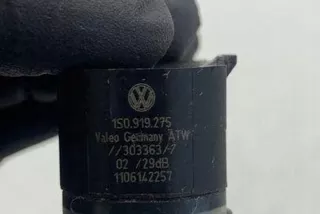 1S0.919.275
Valeo Germany ATW
//303363/-7
02 /29dB
1106142257